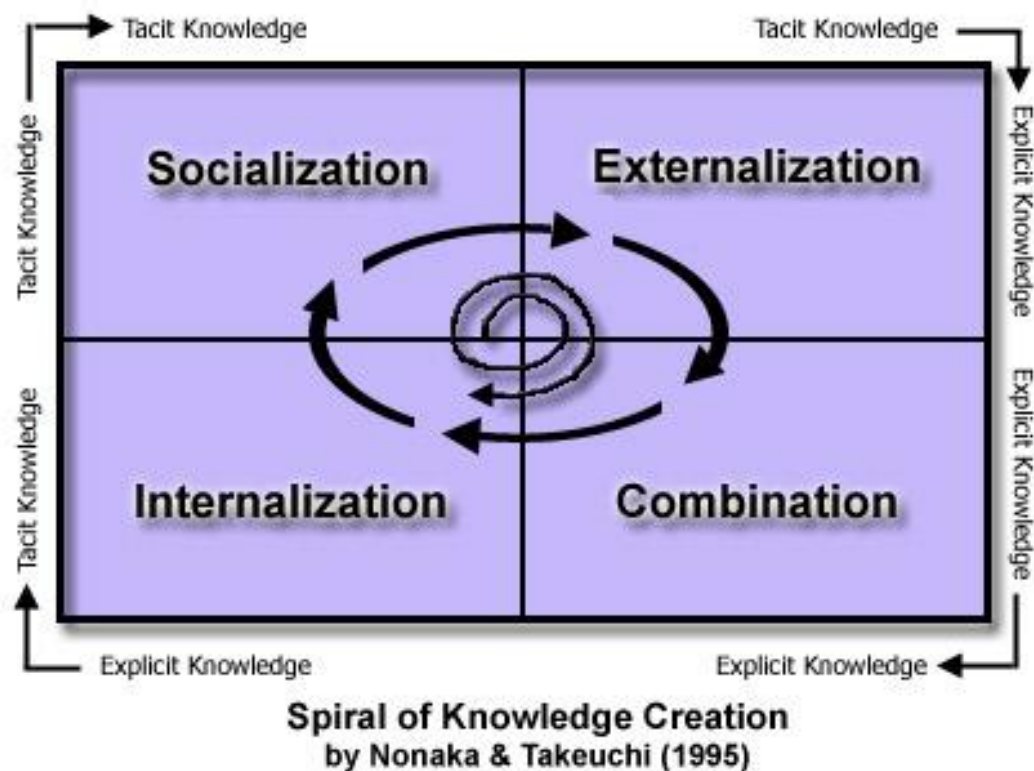 Tacit Knowledge
Tacit Knowledge
Tacit Knowledge
Explicit Knowledge
Socialization
Externalization
Internalization
Combination
Tacit Knowledge
Explicit Knowledge
Explicit Knowledge
Explicit Knowledge
Spiral of Knowledge Creation
by Nonaka & Takeuchi (1995)